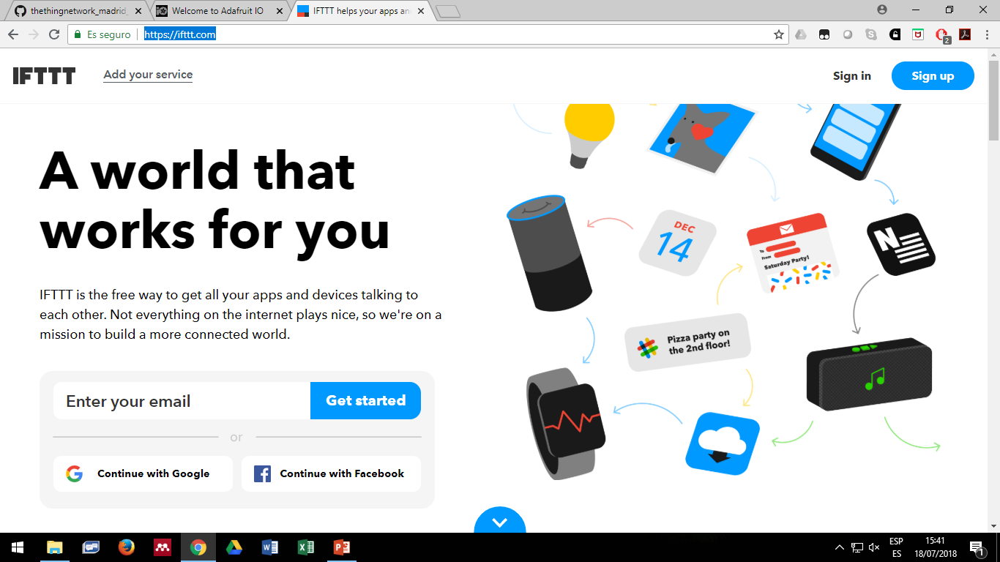 thethingnetwork_madrid_
Welcome to Adafruit IO
IFTTT helps your apps an
Es seguro
https://ifttt.com
2
IFTTT
Add your service
Sign in
Sign up
A world that
works for you
IFTTT is the free way to get all your apps and devices talking to
each other. Not everything on the internet plays nice, so we're on a
mission to build a more connected world.
Enter your email
Get started
or
Continue with Google
Continue with Facebook
DEC
14
To
From
Saturday Party!
N
Pizza party on
the 2nd floor!
ESP
ES
15:41
18/07/2018
1